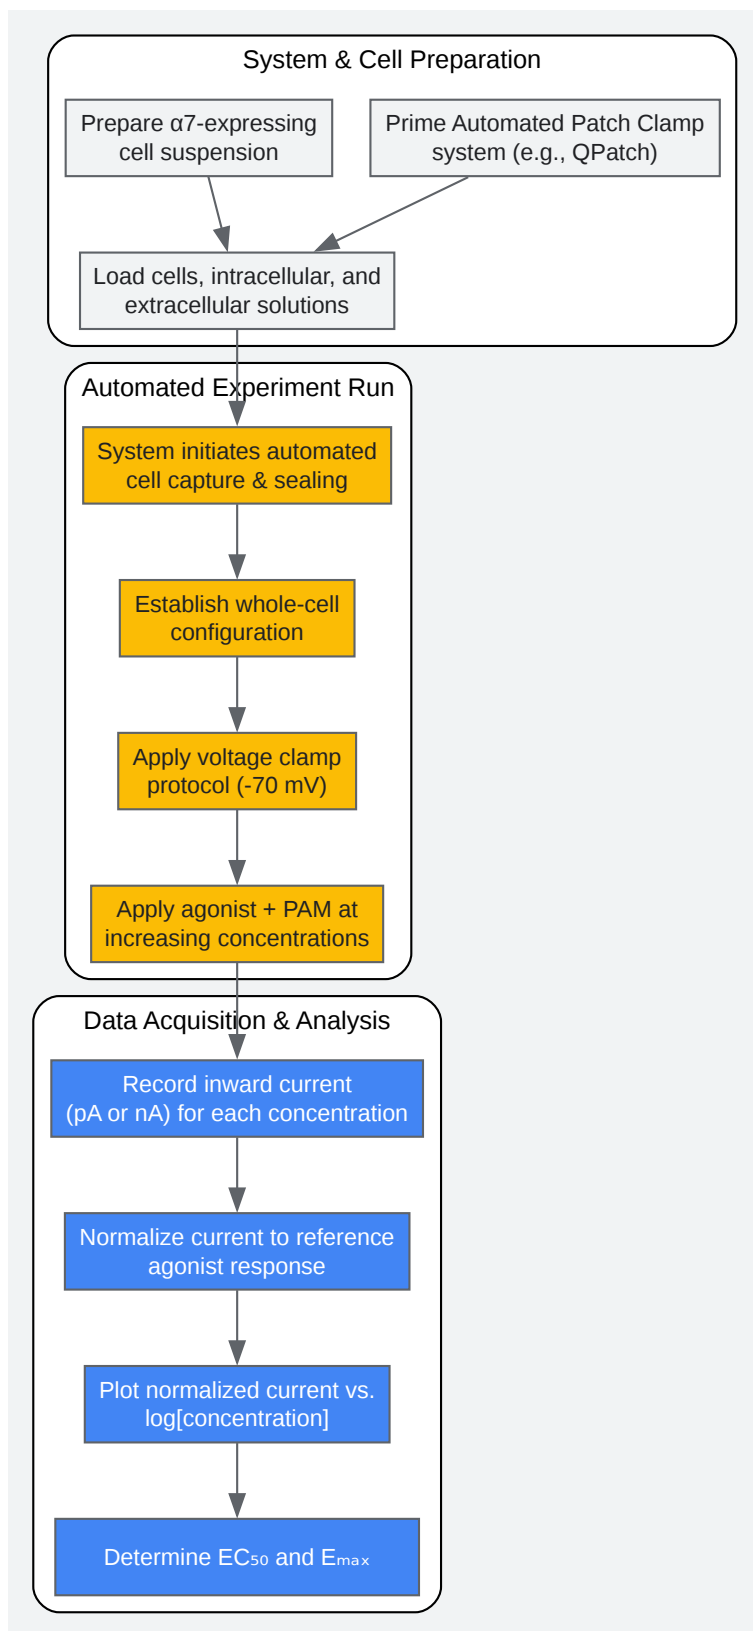 System & Cell Preparation
Prepare α7-expressing
cell suspension
Prime Automated Patch Clamp
system (e.g., QPatch)
Load cells, intracellular, and
extracellular solutions
Automated Experiment Run
System initiates automated
cell capture & sealing
Establish whole-cell
configuration
Apply voltage clamp
protocol (-70 mV)
Apply agonist + PAM at
increasing concentrations
Data Acquisition & Analysis
Record inward current
(pA or nA) for each concentration
Normalize current to reference
agonist response
Plot normalized current vs.
log[concentration]
Determine EC₅₀ and Eₘₐₓ